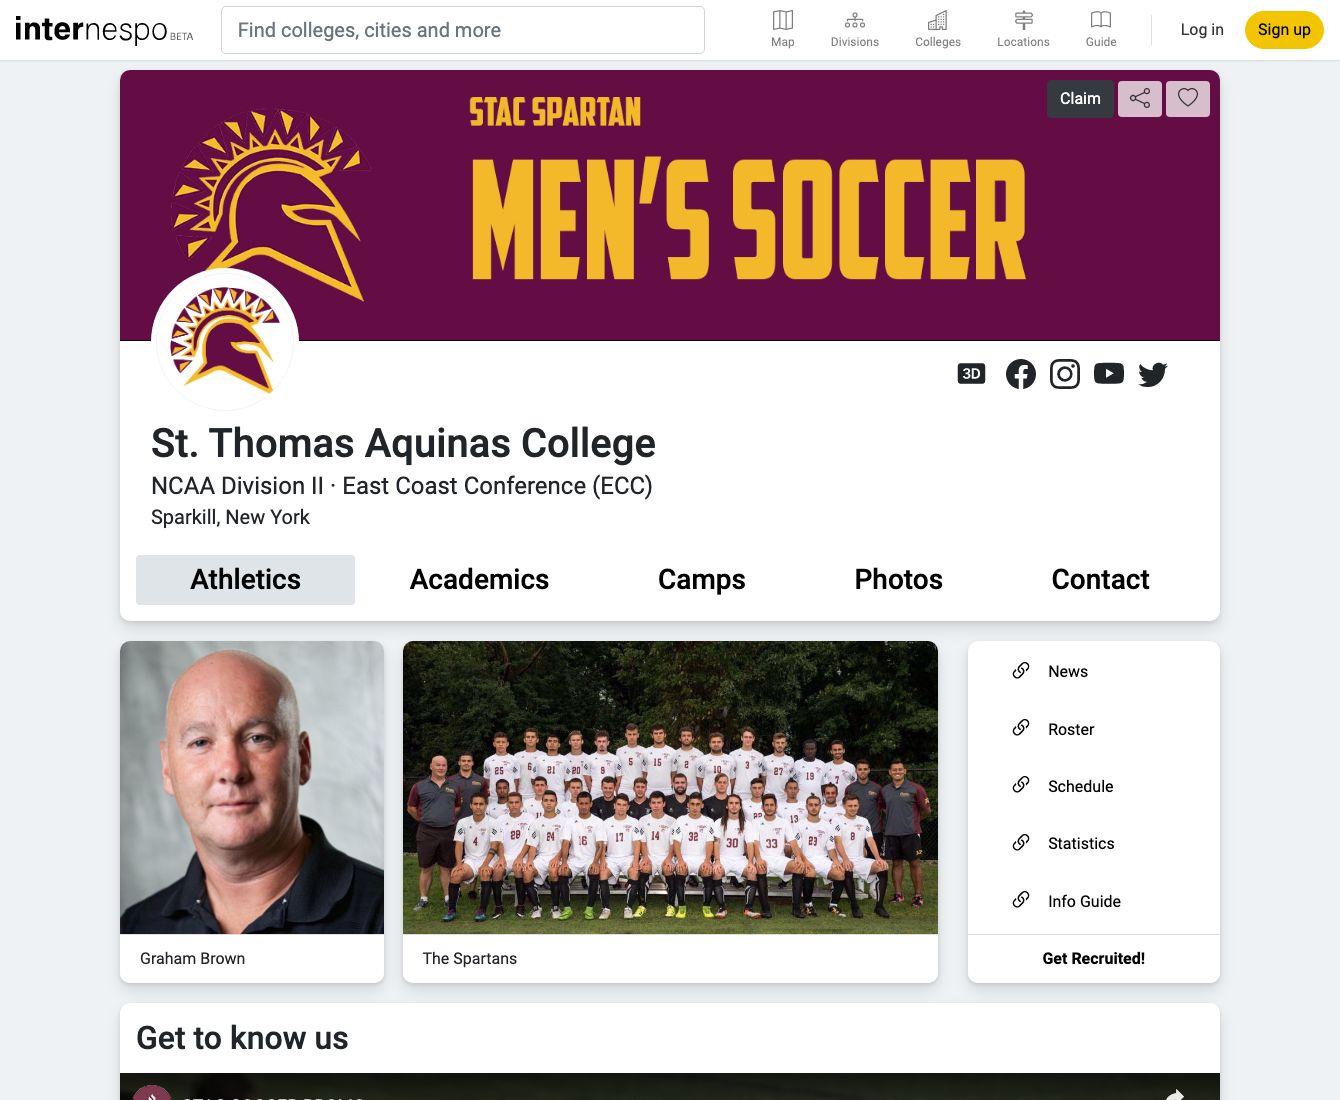 internespo BETA
Find colleges, cities and more
Map
Divisions
Colleges
Locations
Guide
Log in
Sign up
STAC SPARTAN
MEN'S SOCCER
Claim
3D
St. Thomas Aquinas College
NCAA Division II · East Coast Conference (ECC)
Sparkill, New York
Athletics
Academics
Camps
Photos
Contact
Graham Brown
The Spartans
News
Roster
Schedule
Statistics
Info Guide
Get Recruited!
Get to know us